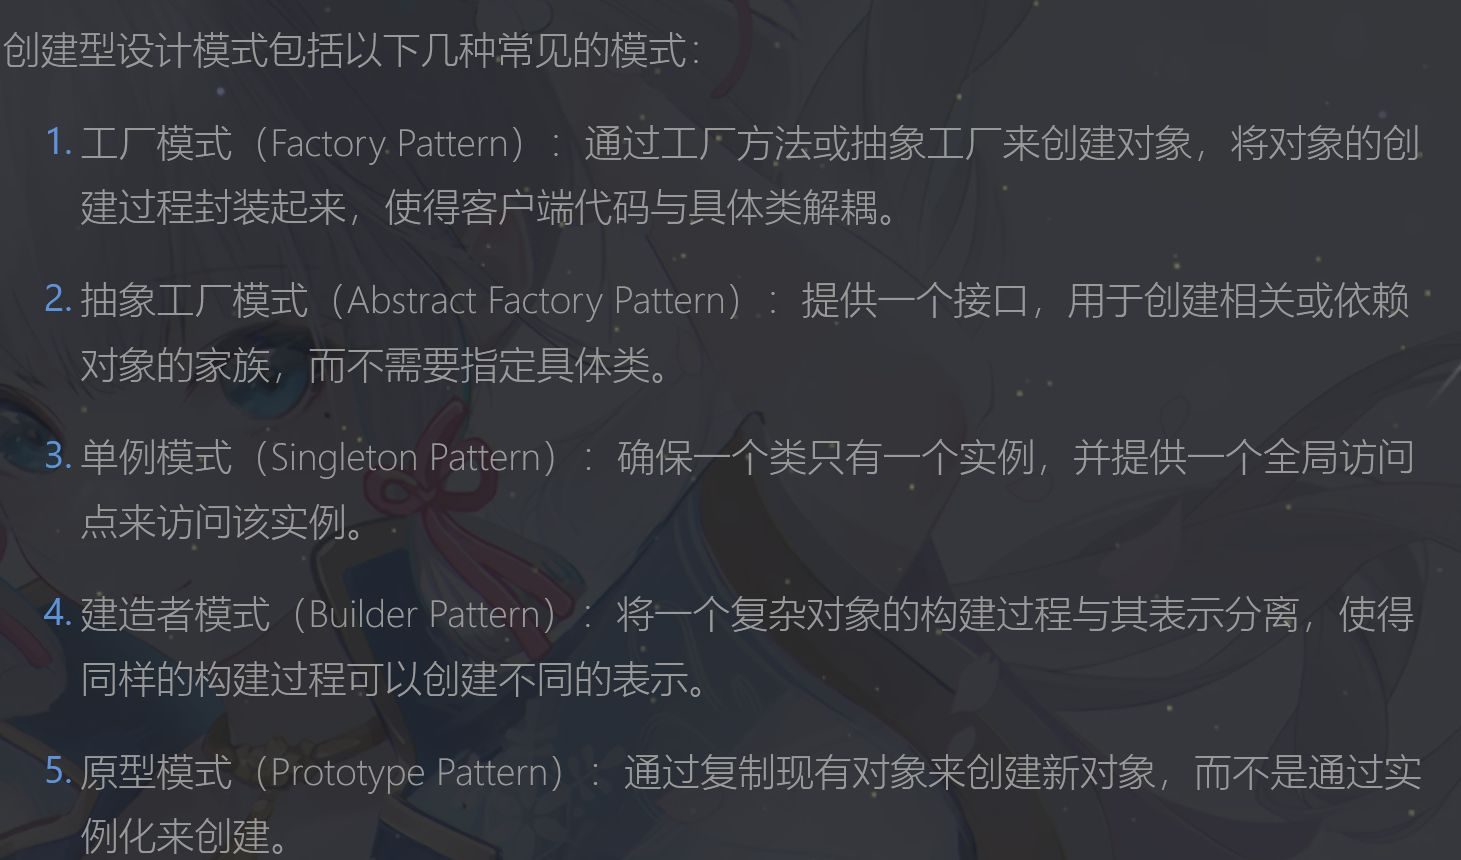 创建型设计模式包括以下几种常见的模式：
1. 工厂模式（Factory Pattern）：通过工厂方法或抽象工厂来创建对象，将对象的创
建过程封装起来，使得客户端代码与具体类解耦。
2. 抽象工厂模式（Abstract Factory Pattern）：提供一个接口，用于创建相关或依赖
对象的家族，而不需要指定具体类。
3. 单例模式（Singleton Pattern）：确保一个类只有一个实例，并提供一个全局访问
点来访问该实例。
4. 建造者模式（Builder Pattern）：将一个复杂对象的构建过程与其表示分离，使得
同样的构建过程可以创建不同的表示。
5. 原型模式（Prototype Pattern）：通过复制现有对象来创建新对象，而不是通过实
例化来创建。